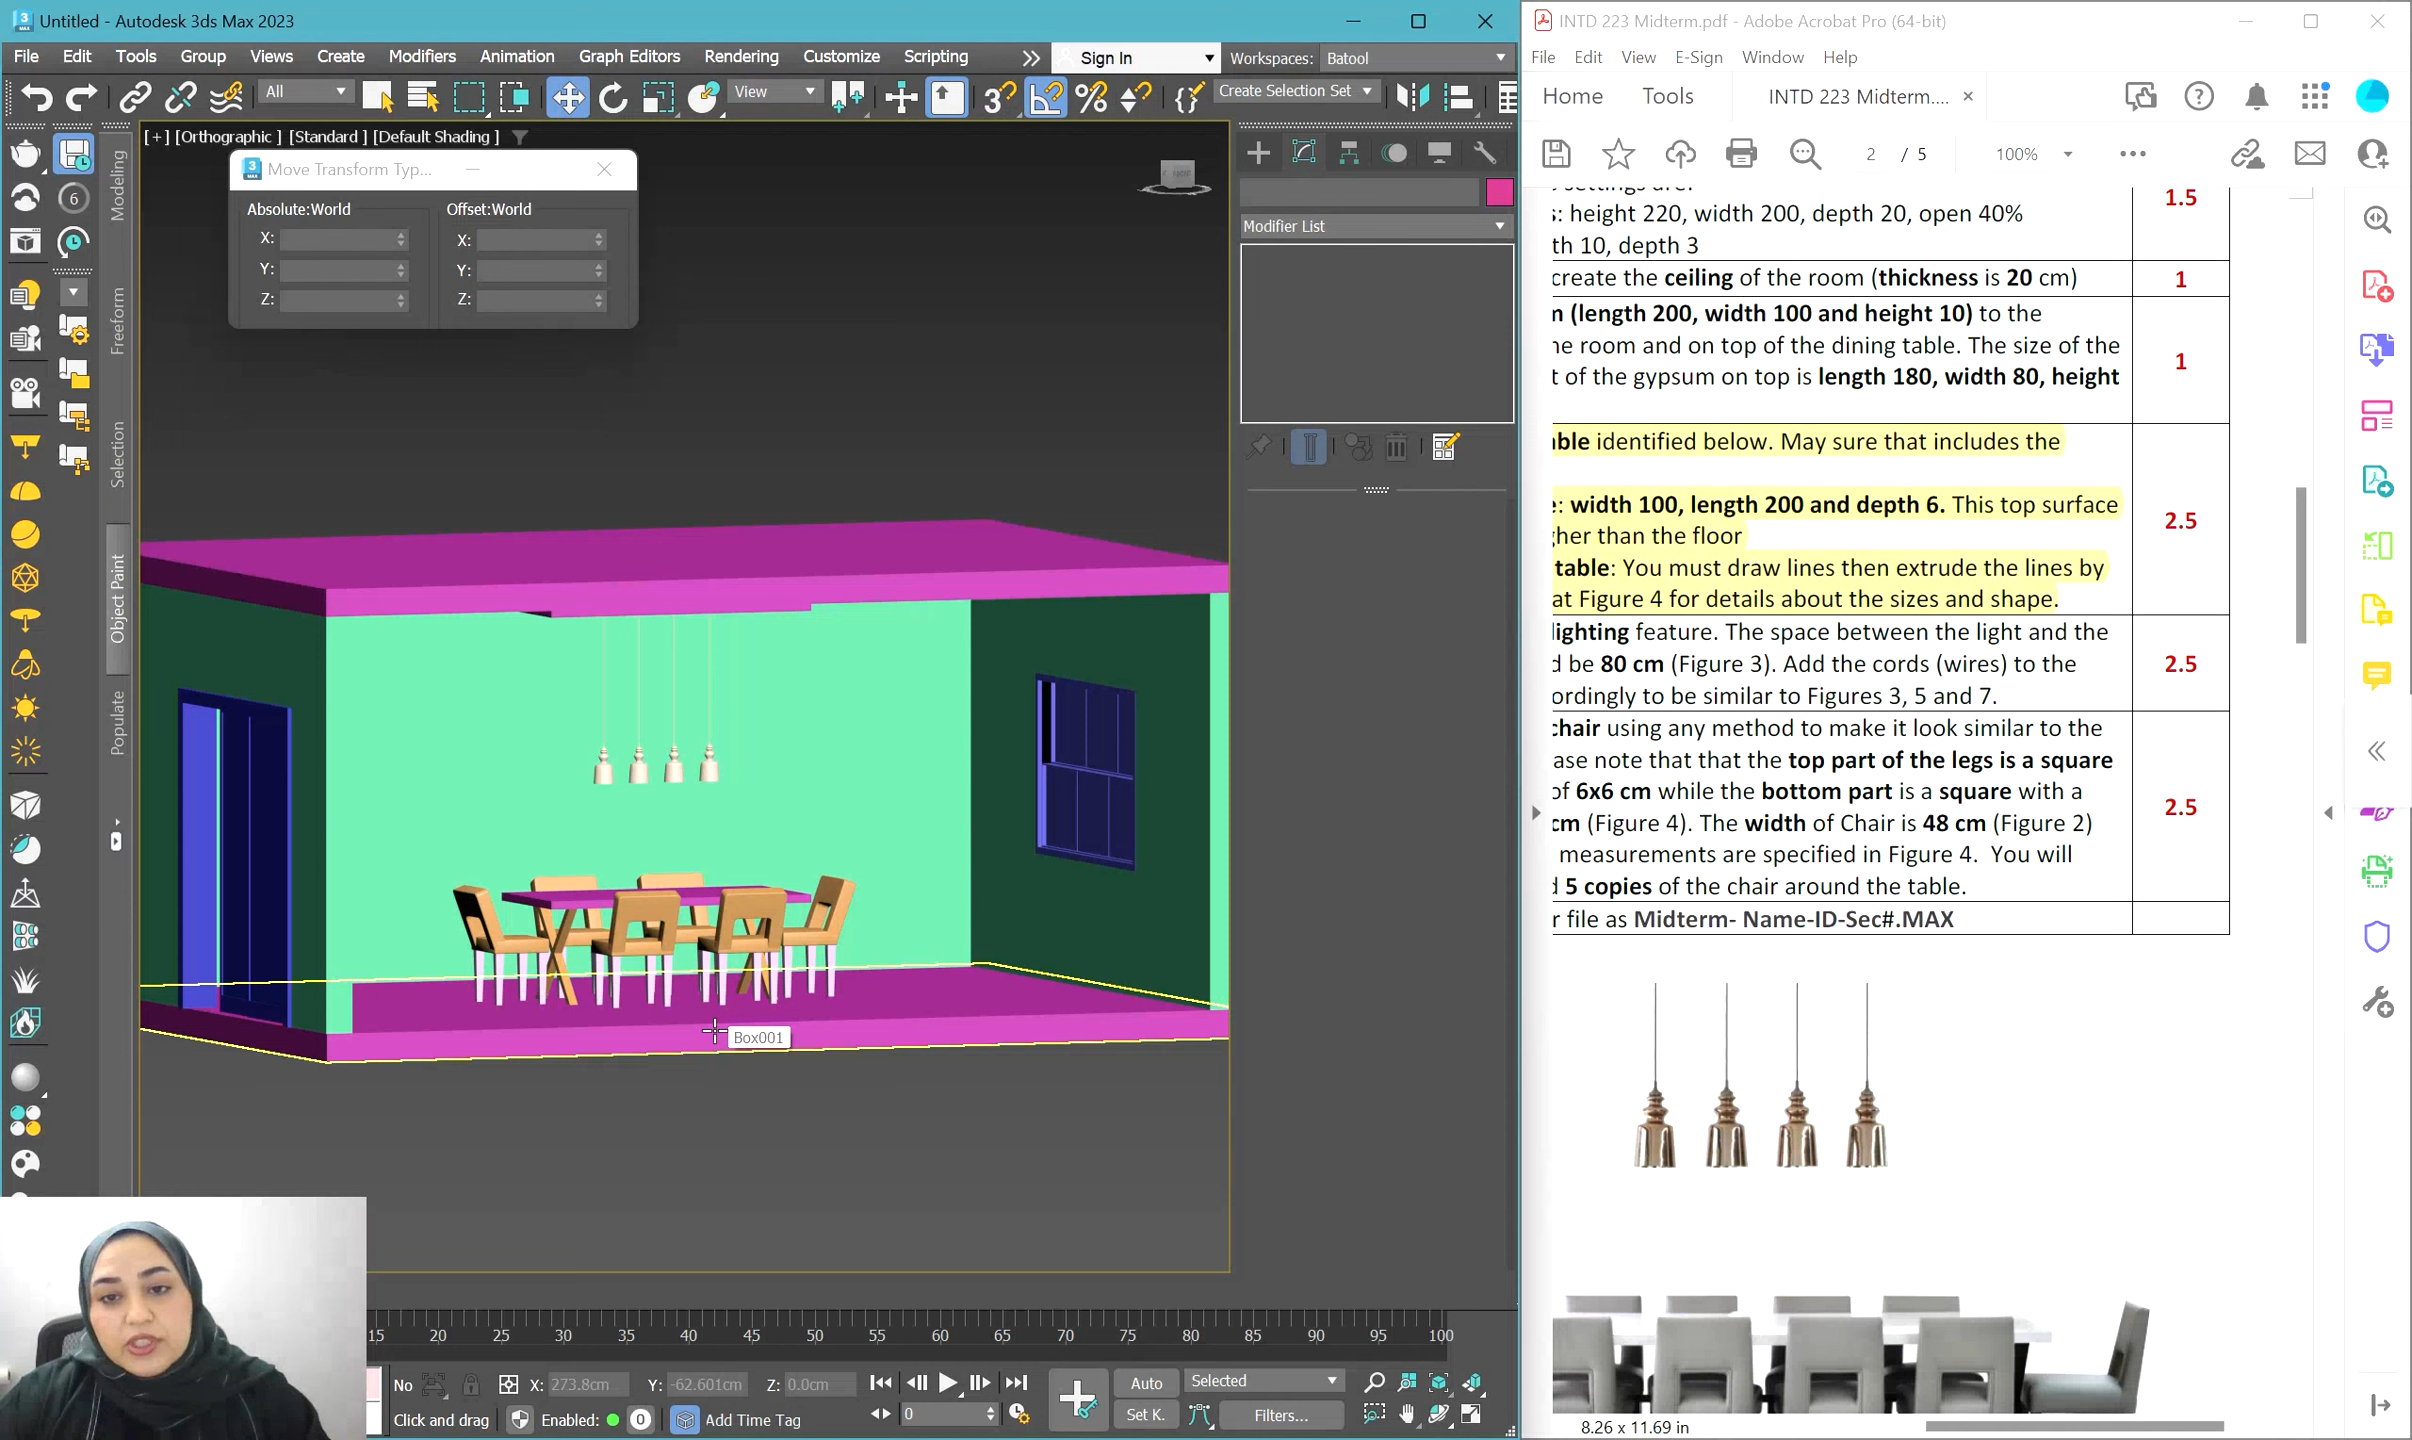 Untitled - Autodesk 3ds Max 2023
File Edit Tools Group Views Create Modifiers Animation Graph Editors Rendering Customize Scripting
Sign In
Workspaces: Batool
All
View
Create Selection Set
[+] [Orthographic ] [Standard ] [Default Shading ]
Move Transform Typ...
Absolute:World
Offset:World
X:
X:
Y:
Y:
Z:
Z:
6
Modeling
Freeform
Selection
Object Paint
Populate
Modifier List
Box001
15 20 25 30 35 40 45 50 55 60 65 70 75 80 85 90 95 100
No
X: 273.8cm Y: -62.601cm Z: 0.0cm
Auto
Selected
Click and drag
Enabled:
0
Add Time Tag
0
Set K.
Filters...
INTD 223 Midterm.pdf - Adobe Acrobat Pro (64-bit)
File Edit View E-Sign Window Help
Home Tools INTD 223 Midterm....
2 / 5 100%
settings are:
1.5
: height 220, width 200, depth 20, open 40%
th 10, depth 3
create the ceiling of the room (thickness is 20 cm)
1
(length 200, width 100 and height 10) to the
room and on top of the dining table. The size of the
1
t of the gypsum on top is length 180, width 80, height
ble identified below. May sure that includes the
: width 100, length 200 and depth 6. This top surface
2.5
her than the floor
table: You must draw lines then extrude the lines by
at Figure 4 for details about the sizes and shape.
lighting feature. The space between the light and the
d be 80 cm (Figure 3). Add the cords (wires) to the
2.5
ordingly to be similar to Figures 3, 5 and 7.
chair using any method to make it look similar to the
ase note that that the top part of the legs is a square
of 6x6 cm while the bottom part is a square with a
2.5
cm (Figure 4). The width of Chair is 48 cm (Figure 2)
measurements are specified in Figure 4. You will
d 5 copies of the chair around the table.
r file as Midterm- Name-ID-Sec#.MAX
8.26 x 11.69 in